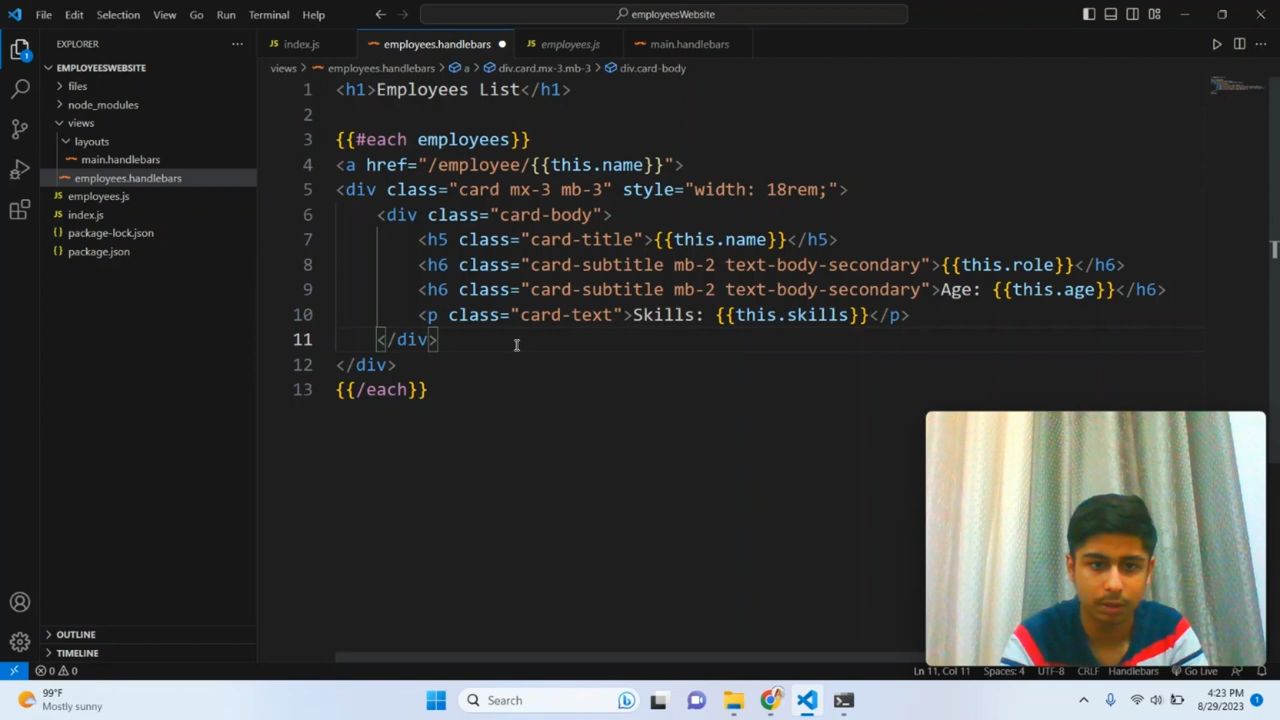 File Edit Selection View Go Run Terminal Help
employeesWebsite
EXPLORER
index.js
employees.handlebars
employees.js
main.handlebars
EMPLOYEESWEBSITE
views > employees.handlebars > a > div.card.mx-3.mb-3 > div.card-body
files
node_modules
views
layouts
main.handlebars
employees.handlebars
employees.js
index.js
package-lock.json
package.json
1 <h1>Employees List</h1>
2
3 {{#each employees}}
4 <a href="/employee/{{this.name}}">
5 <div class="card mx-3 mb-3" style="width: 18rem;">
6 <div class="card-body">
7 <h5 class="card-title">{{this.name}}</h5>
8 <h6 class="card-subtitle mb-2 text-body-secondary">{{this.role}}</h6>
9 <h6 class="card-subtitle mb-2 text-body-secondary">Age: {{this.age}}</h6>
10 <p class="card-text">Skills: {{this.skills}}</p>
11 </div>
12 </div>
13 {{/each}}
OUTLINE
TIMELINE
0 0
Ln 11, Col 11 Spaces: 4 UTF-8 CRLF Handlebars Go Live
99°F
Mostly sunny
Search
4:23 PM
8/29/2023
1